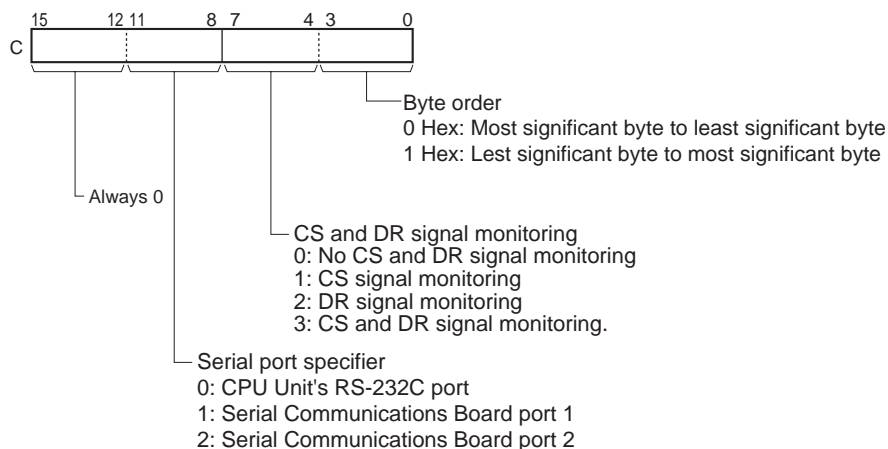 15 12 11 8 7 4 3 0
C
Byte order
0 Hex: Most significant byte to least significant byte
1 Hex: Lest significant byte to most significant byte
Always 0
CS and DR signal monitoring
0: No CS and DR signal monitoring
1: CS signal monitoring
2: DR signal monitoring
3: CS and DR signal monitoring.
Serial port specifier
0: CPU Unit's RS-232C port
1: Serial Communications Board port 1
2: Serial Communications Board port 2